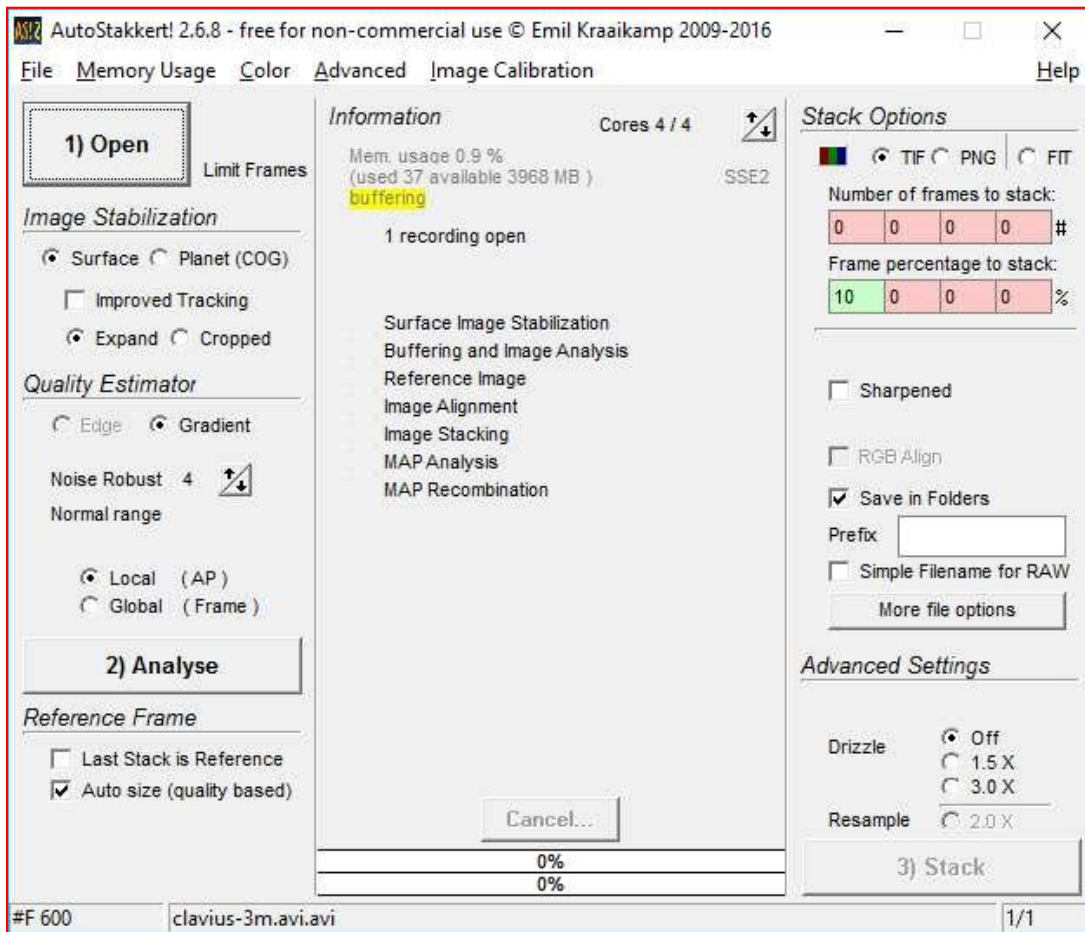 AutoStakkert! 2.6.8 - free for non-commercial use © Emil Kraaikamp 2009-2016
File Memory Usage Color Advanced Image Calibration Help
1) Open
Limit Frames
Image Stabilization
Surface Planet (COG)
Improved Tracking
Expand Cropped
Quality Estimator
Edge Gradient
Noise Robust 4
Normal range
Local (AP)
Global (Frame)
2) Analyse
Reference Frame
Last Stack is Reference
Auto size (quality based)
Information Cores 4 / 4
Mem. usage 0.9 %
(used 37 available 3968 MB ) SSE2
buffering
1 recording open
Surface Image Stabilization
Buffering and Image Analysis
Reference Image
Image Alignment
Image Stacking
MAP Analysis
MAP Recombination
Cancel...
0%
0%
Stack Options
TIF PNG FIT
Number of frames to stack:
0 0 0 0 #
Frame percentage to stack:
10 0 0 0 %
Sharpened
RGB Align
Save in Folders
Prefix
Simple Filename for RAW
More file options
Advanced Settings
Drizzle Off
1.5 X
3.0 X
Resample 2.0 X
3) Stack
#F 600 clavius-3m.avi.avi 1/1